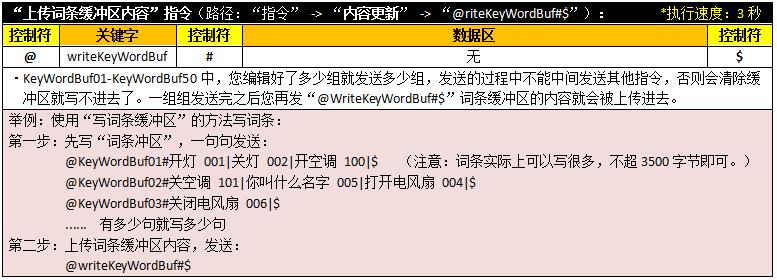 “上传词条缓冲区内容”指令(路径：“指令” -> “内容更新” -> “@riteKeyWordBuf#$”)： *执行速度：3 秒
控制符 关键字 控制符 数据区 控制符
@ writeKeyWordBuf # 无 $
·KeyWordBuf01-KeyWordBuf50 中，您编辑好了多少组就发送多少组，发送的过程中不能中间发送其他指令，否则会清除缓
冲区就写不进去了。一组组发送完之后您再发“@WriteKeyWordBuf#$”词条缓冲区的内容就会被上传进去。
举例：使用“写词条缓冲区”的方法写词条：
第一步：先写“词条冲区”，一句句发送：
@KeyWordBuf01#开灯 001|关灯 002|开空调 100|$ （注意：词条实际上可以写很多，不超 3500 字节即可。）
@KeyWordBuf02#关空调 101|你叫什么名字 005|打开电风扇 004|$
@KeyWordBuf03#关闭电风扇 006|$
…… 有多少句就写多少句
第二步：上传词条缓冲区内容，发送：
@writeKeyWordBuf#$